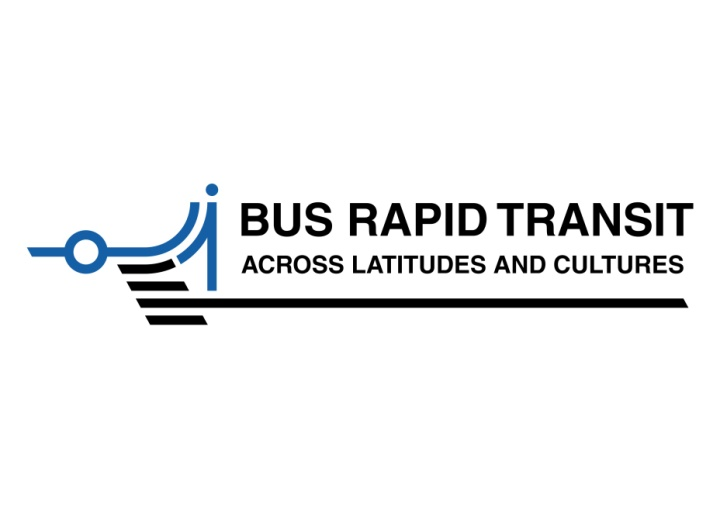 BUS RAPID TRANSIT
ACROSS LATITUDES AND CULTURES